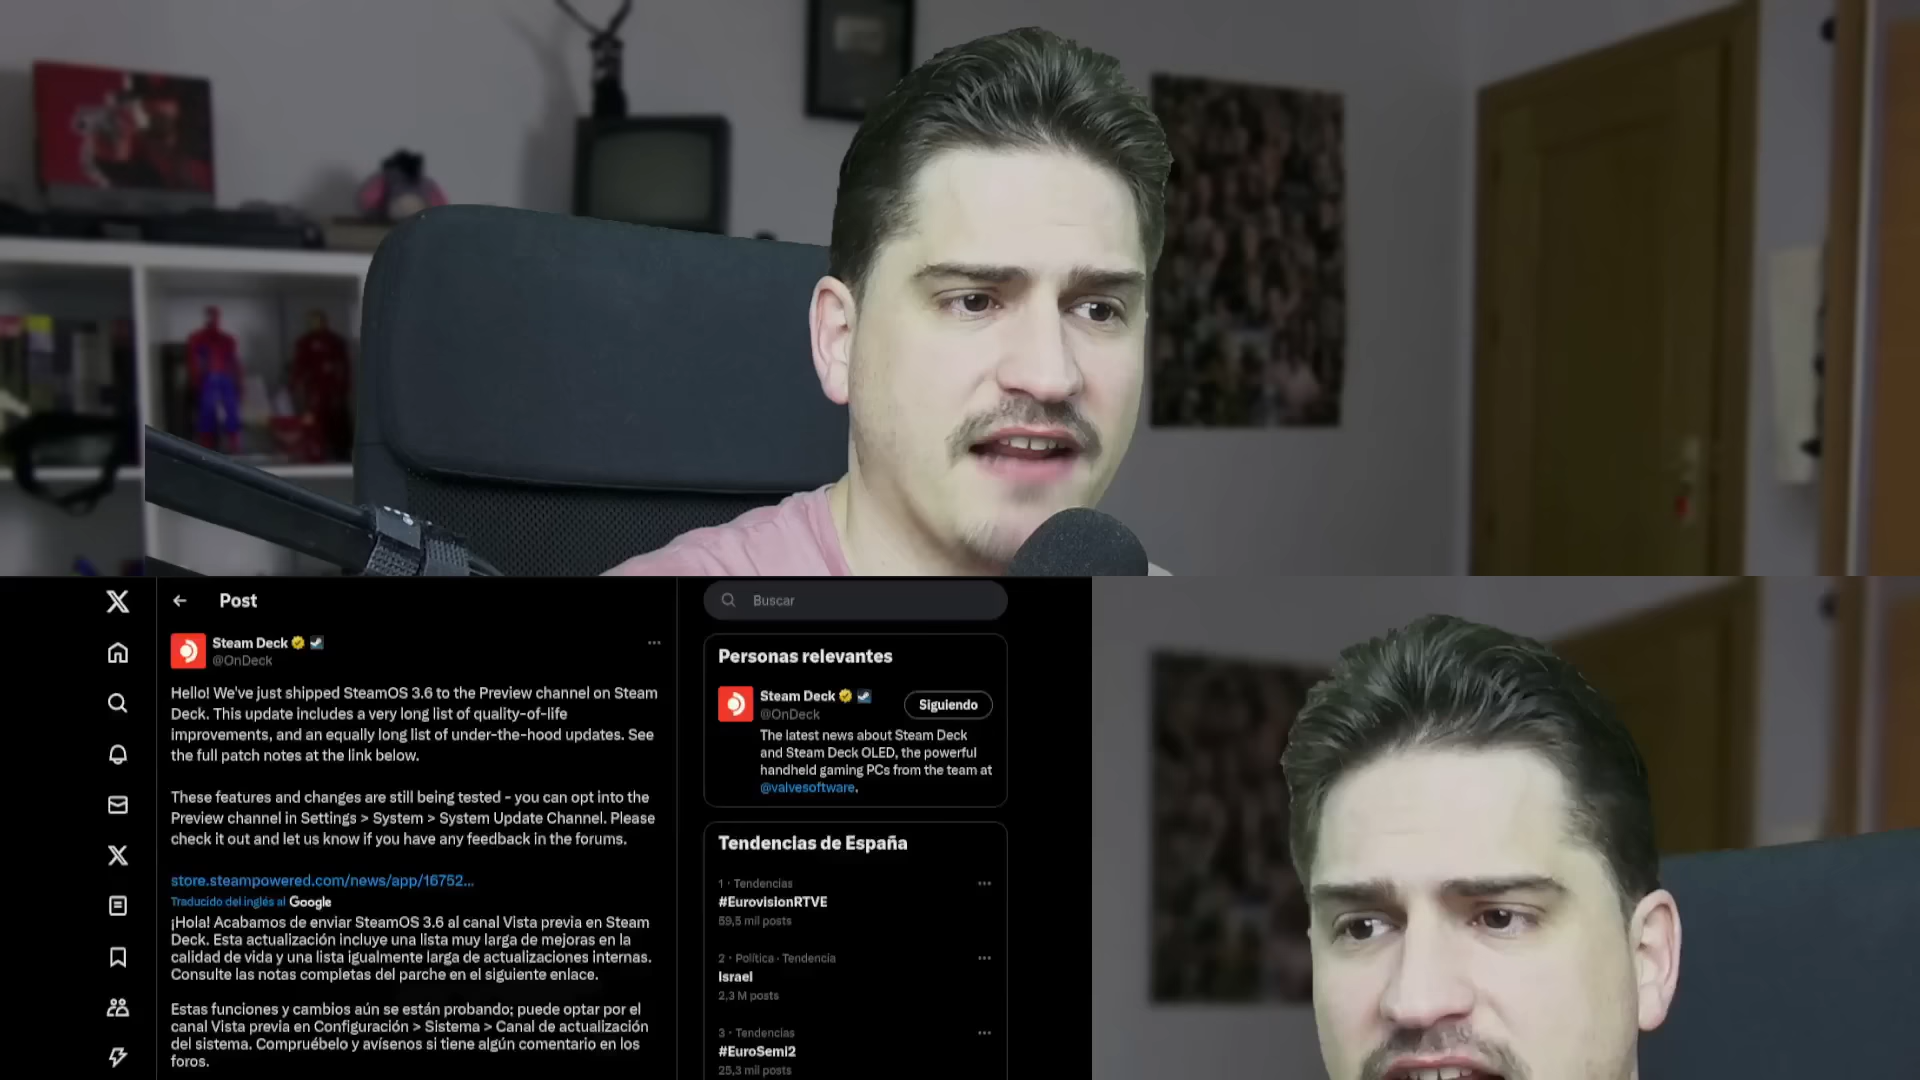 Post
Steam Deck
@OnDeck
Hello! We've just shipped SteamOS 3.6 to the Preview channel on Steam
Deck. This update includes a very long list of quality-of-life
improvements, and an equally long list of under-the-hood updates. See
the full patch notes at the link below.
These features and changes are still being tested - you can opt into the
Preview channel in Settings > System > System Update Channel. Please
check it out and let us know if you have any feedback in the forums.
store.steampowered.com/news/app/16752...
Traducido del inglés al Google
¡Hola! Acabamos de enviar SteamOS 3.6 al canal Vista previa en Steam
Deck. Esta actualización incluye una lista muy larga de mejoras en la
calidad de vida y una lista igualmente larga de actualizaciones internas.
Consulte las notas completas del parche en el siguiente enlace.
Estas funciones y cambios aún se están probando; puede optar por el
canal Vista previa en Configuración > Sistema > Canal de actualización
del sistema. Compruébelo y avísenos si tiene algún comentario en los
foros.
Buscar
Personas relevantes
Steam Deck
@OnDeck
Siguiendo
The latest news about Steam Deck
and Steam Deck OLED, the powerful
handheld gaming PCs from the team at
@valvesoftware.
Tendencias de España
1 · Tendencias
#EurovisionRTVE
59,5 mil posts
2 · Política · Tendencia
Israel
2,3 M posts
3 · Tendencias
#EuroSemi2
25,3 mil posts